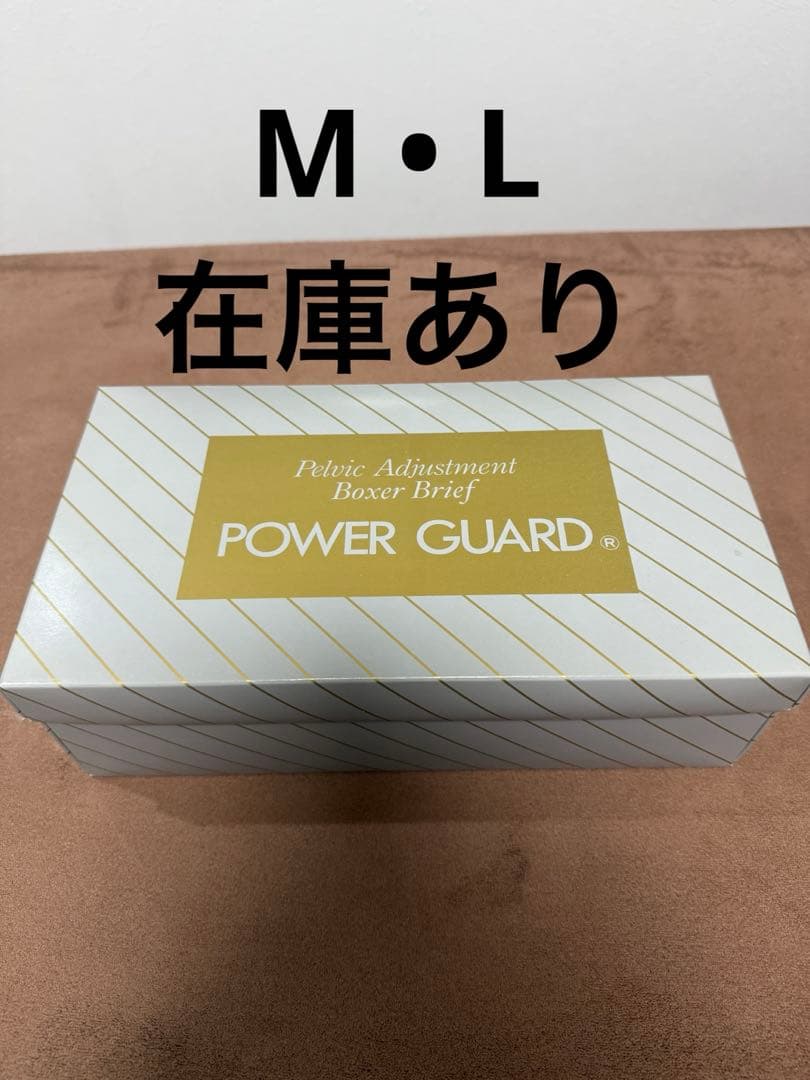 M・L
在庫あり
Pelvic Adjustment
Boxer Brief
POWER GUARD®